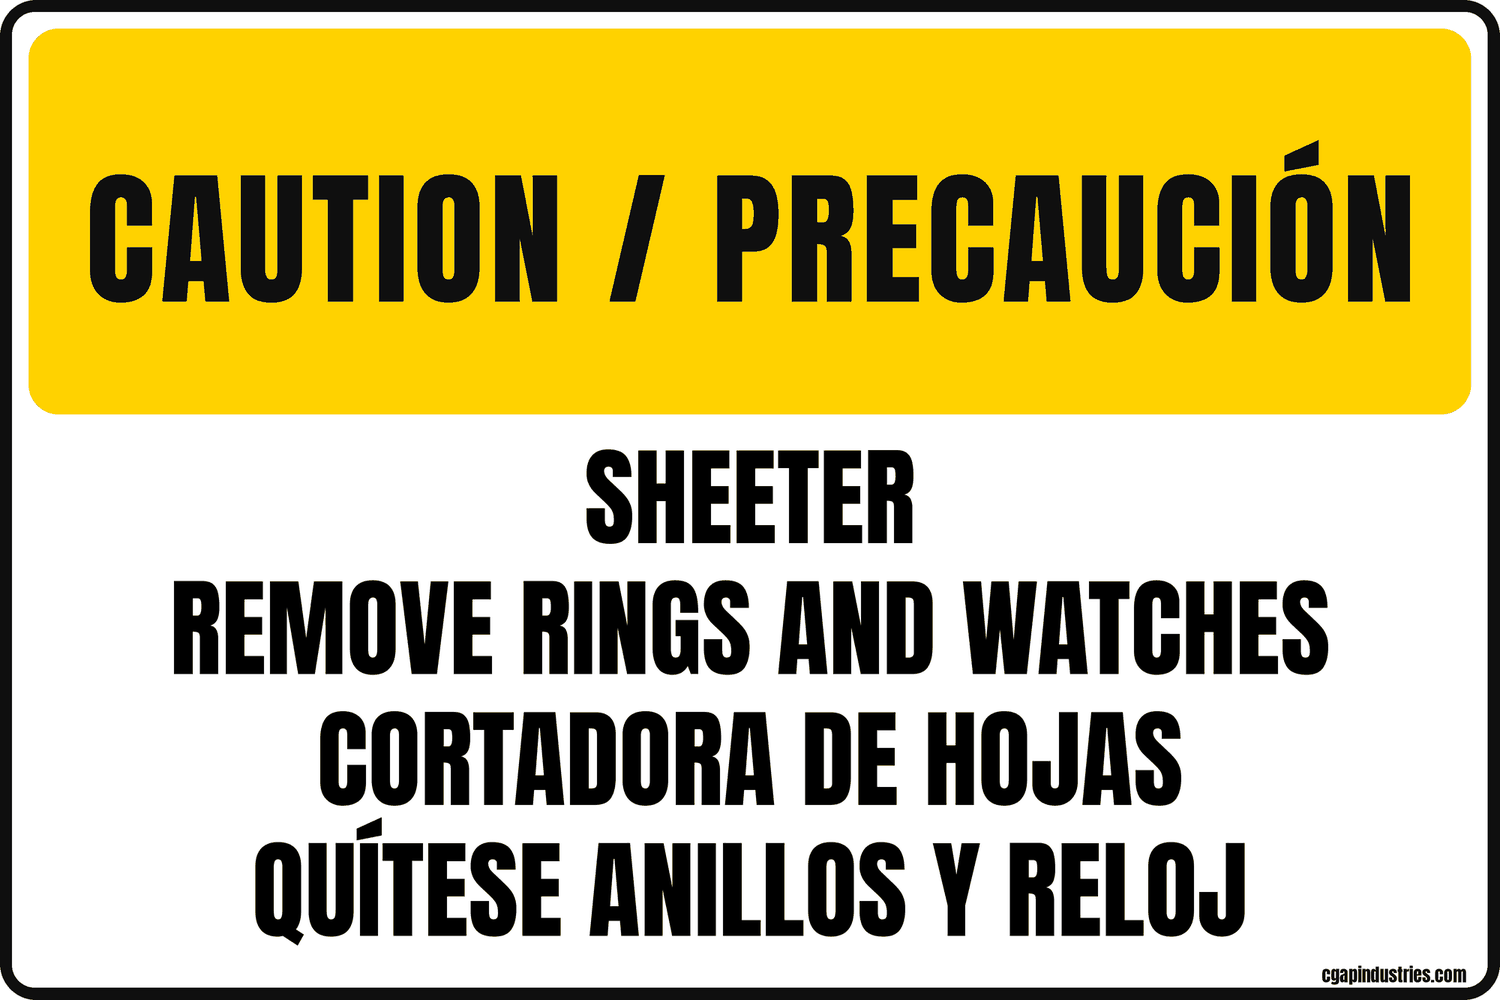 CAUTION / PRECAUCIÓN
SHEETER
REMOVE RINGS AND WATCHES
CORTADORA DE HOJAS
QUÍTESE ANILLOS Y RELOJ
cgapindustries.com